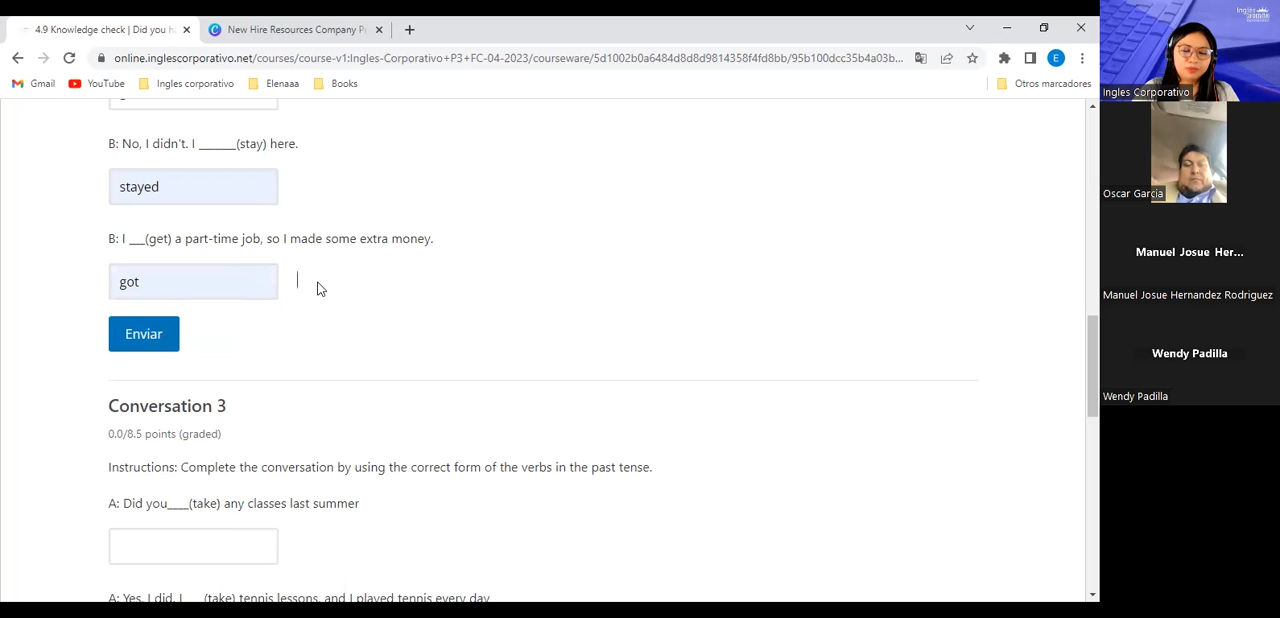 4.9 Knowledge check | Did you h
New Hire Resources Company P
online.inglescorporativo.net/courses/course-v1:Ingles-Corporativo+P3+FC-04-2023/courseware/5d1002b0a6484d8d8d9814358f4fd8bb/95b100dcc35b4a03b...
E
Gmail YouTube Ingles corporativo Elenaaa Books Otros marcadores
B: No, I didn't. I ______(stay) here.
stayed
B: I __(get) a part-time job, so I made some extra money.
got
Enviar
Conversation 3
0.0/8.5 points (graded)
Instructions: Complete the conversation by using the correct form of the verbs in the past tense.
A: Did you___(take) any classes last summer
A: Yes, I did. I ___(take) tennis lessons, and I played tennis every day
Ingles
Ingles Corporativo
Oscar Garcia
Manuel Josue Her...
Manuel Josue Hernandez Rodriguez
Wendy Padilla
Wendy Padilla